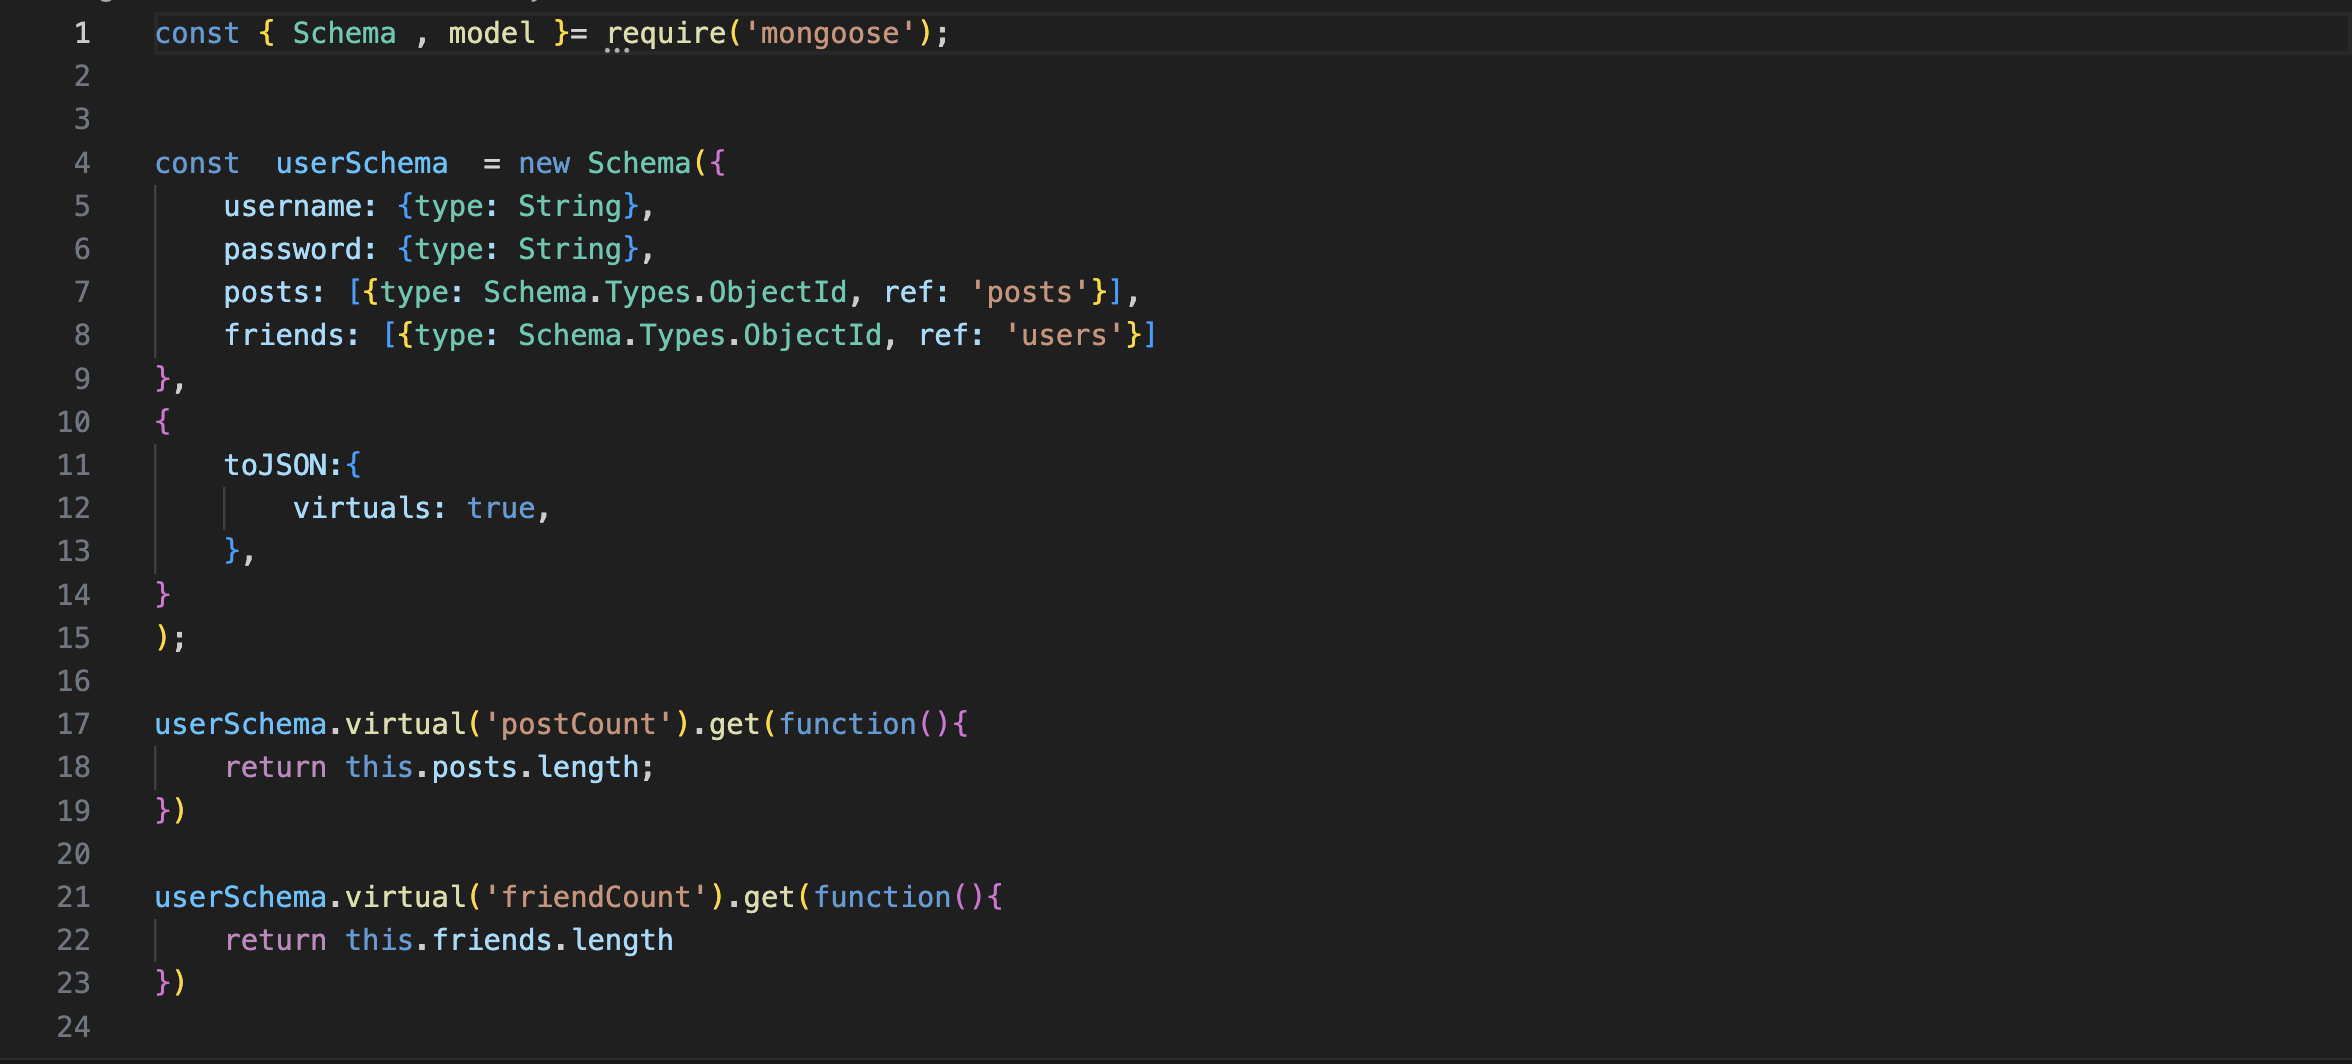 1 const { Schema , model }= require('mongoose');
2
3
4 const  userSchema  = new Schema({
5     username: {type: String},
6     password: {type: String},
7     posts: [{type: Schema.Types.ObjectId, ref: 'posts'}],
8     friends: [{type: Schema.Types.ObjectId, ref: 'users'}]
9 },
10 {
11     toJSON:{
12         virtuals: true,
13     },
14 }
15 );
16
17 userSchema.virtual('postCount').get(function(){
18     return this.posts.length;
19 })
20
21 userSchema.virtual('friendCount').get(function(){
22     return this.friends.length
23 })
24